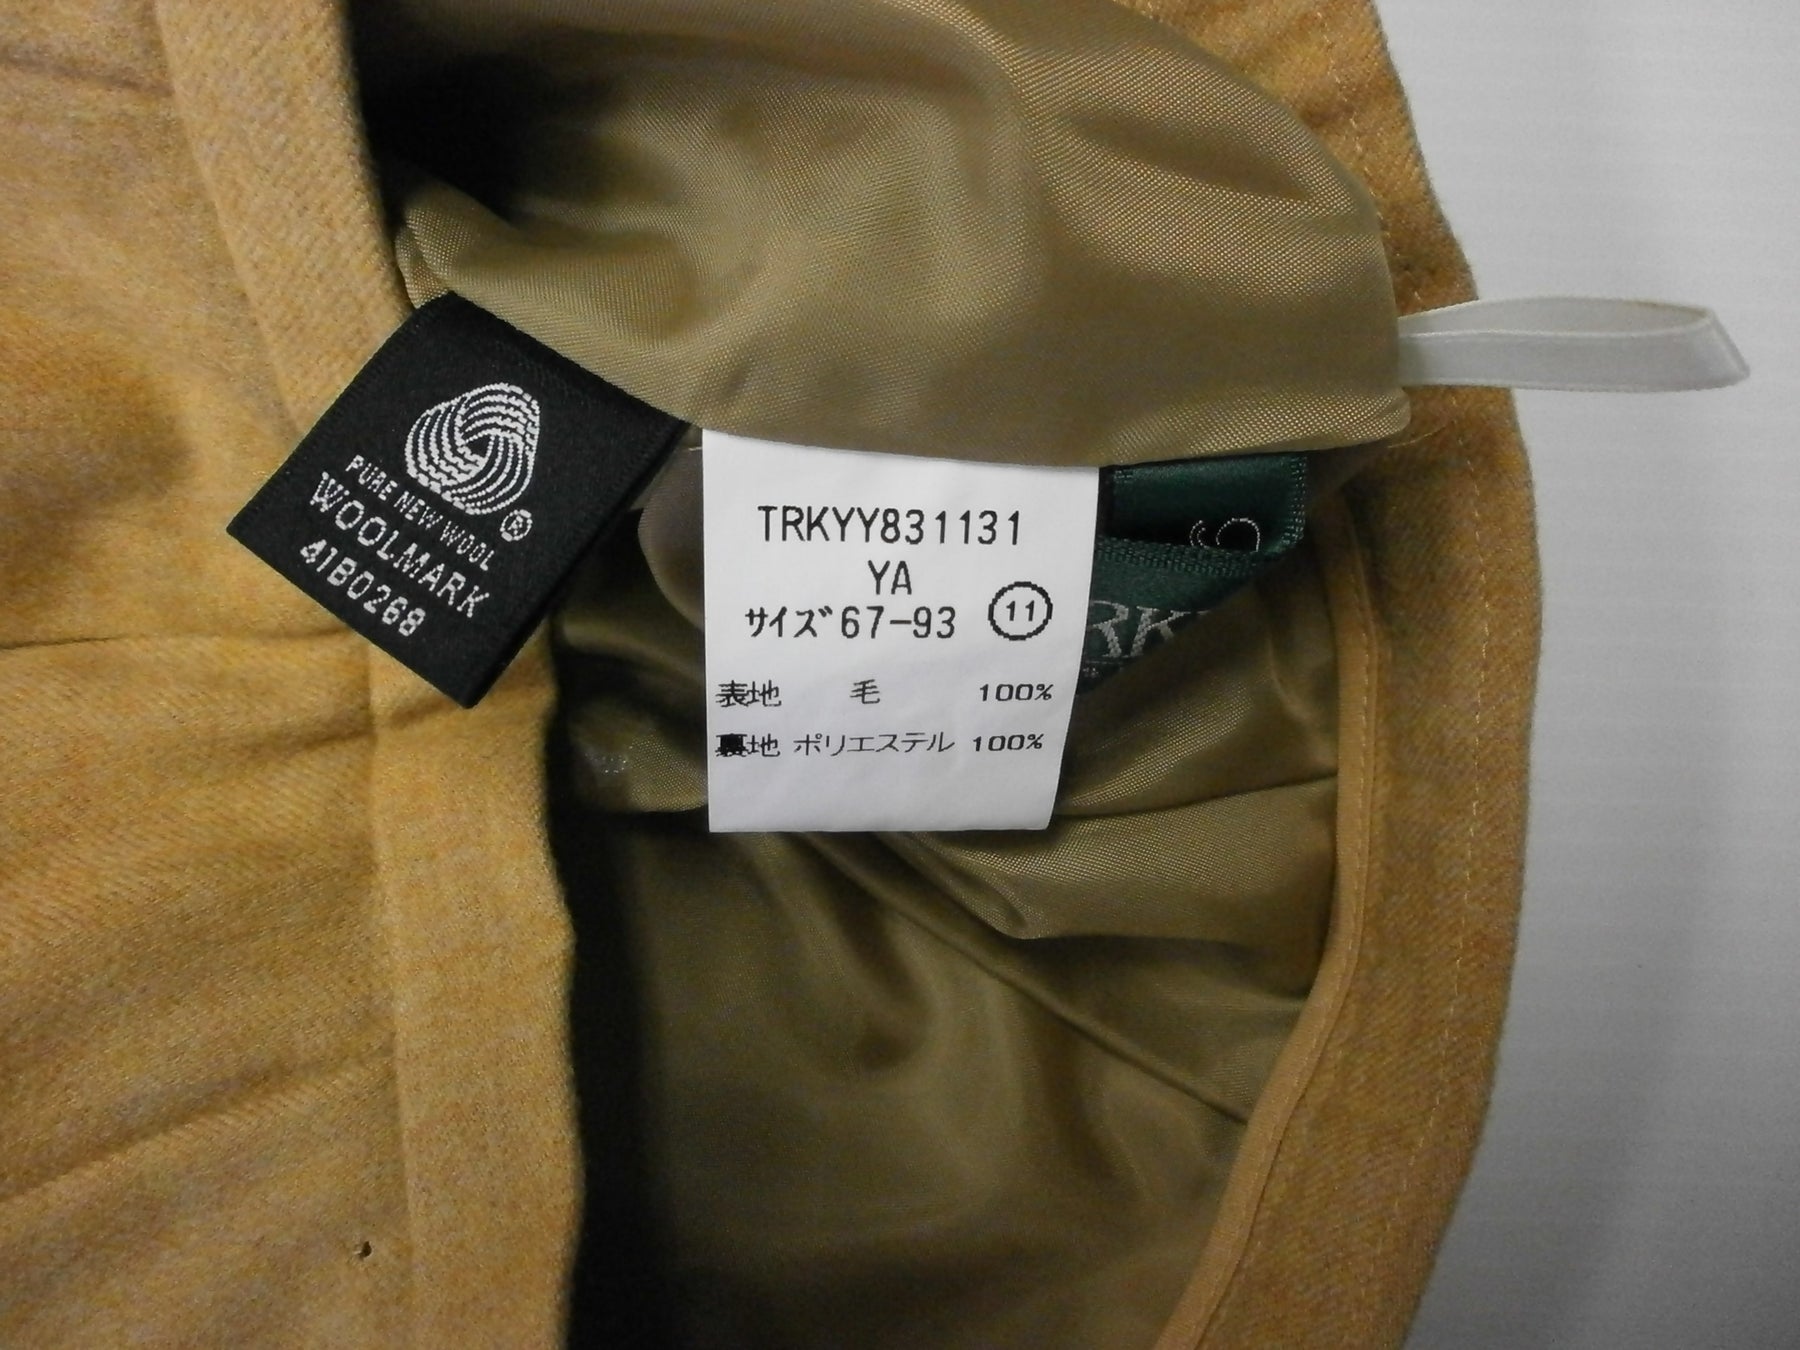 PURE NEW WOOL
WOOLMARK
41B0268
®
TRKYY831131
YA
サイズ 67-93 11
表地 毛 100%
裏地 ポリエステル 100%